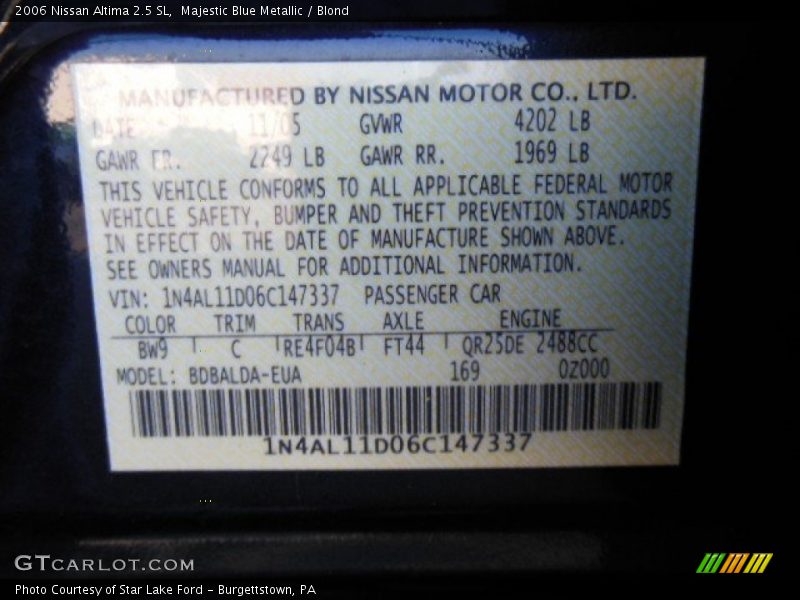 2006 Nissan Altima 2.5 SL,  Majestic Blue Metallic / Blond
MANUFACTURED BY NISSAN MOTOR CO., LTD.
DATE 11/05 GVWR 4202 LB
GAWR FR. 2249 LB GAWR RR. 1969 LB
THIS VEHICLE CONFORMS TO ALL APPLICABLE FEDERAL MOTOR
VEHICLE SAFETY, BUMPER AND THEFT PREVENTION STANDARDS
IN EFFECT ON THE DATE OF MANUFACTURE SHOWN ABOVE.
SEE OWNERS MANUAL FOR ADDITIONAL INFORMATION.
VIN: 1N4AL11D06C147337 PASSENGER CAR
COLOR TRIM TRANS AXLE ENGINE
BW9 C RE4F04B FT44 QR25DE 2488CC
MODEL: BDBALDA-EUA 169 0Z000
1N4AL11D06C147337
GTCARLOT.COM
Photo Courtesy of Star Lake Ford - Burgettstown, PA